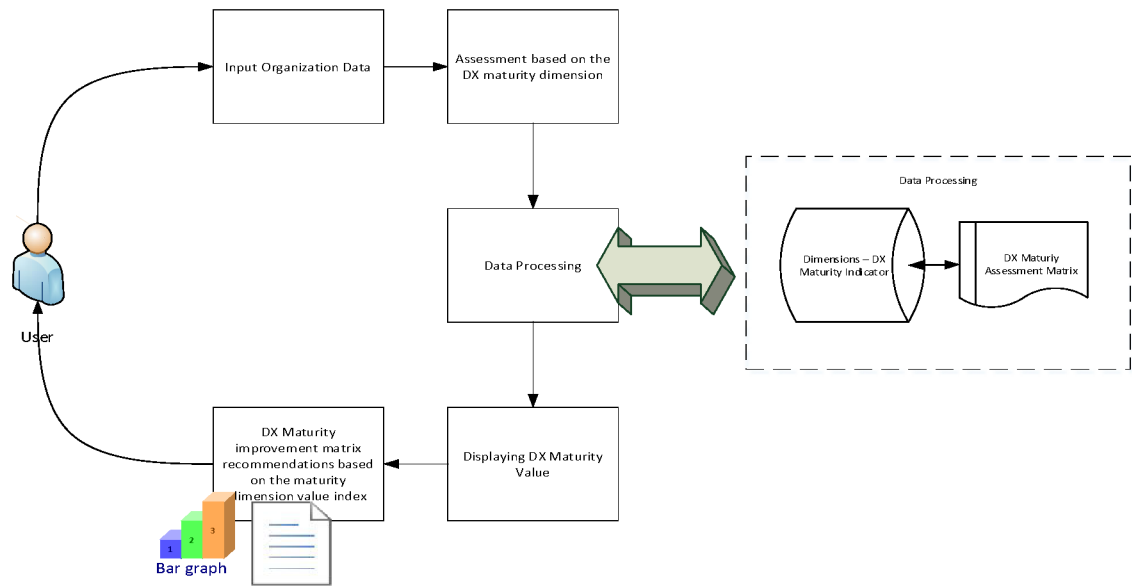 Input Organization Data
Assessment based on the
DX maturity dimension
Data Processing
Dimensions – DX
Maturity Indicator
DX Maturiy
Assessment Matrix
Data Processing
User
DX Maturity
improvement matrix
recommendations based
on the maturity
dimension value index
Displaying DX Maturity
Value
1
2
3
Bar graph